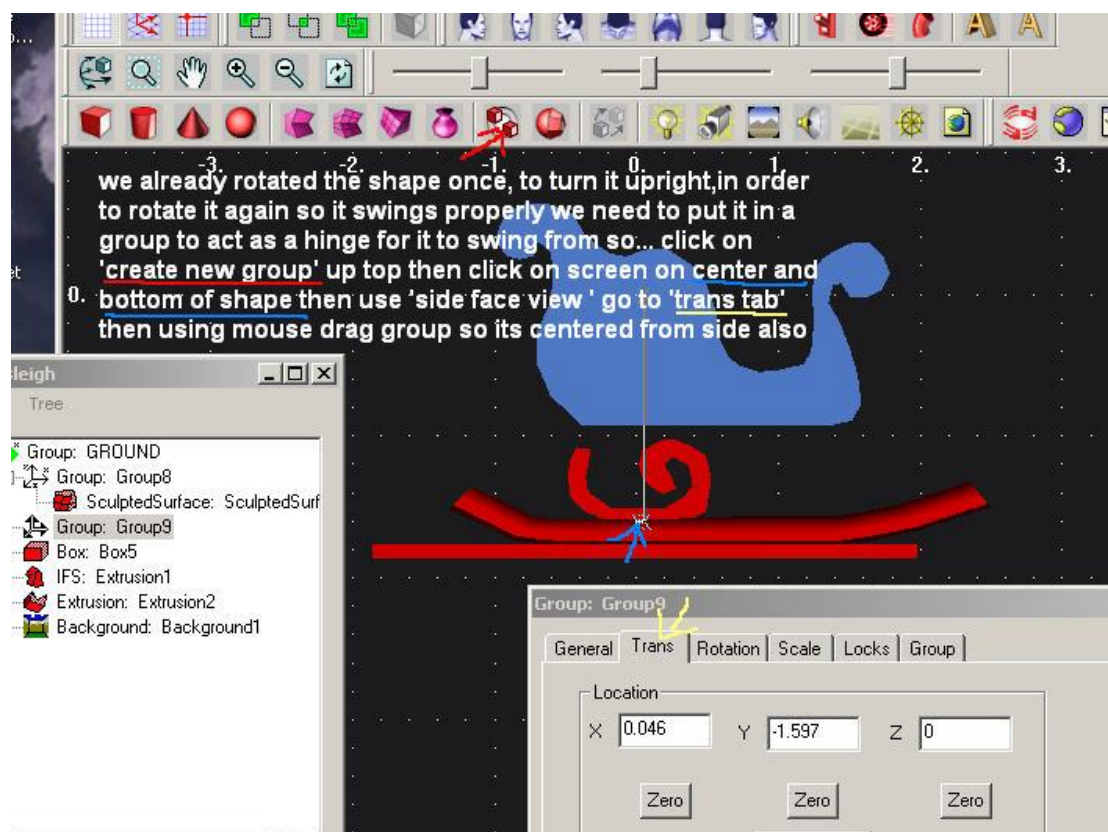 -3. -2. -1. 0. 1. 2. 3.
we already rotated the shape once, to turn it upright,in order
to rotate it again so it swings properly we need to put it in a
group to act as a hinge for it to swing from so... click on
'create new group' up top then click on screen on center and
0. bottom of shape then use 'side face view ' go to 'trans tab'
then using mouse drag group so its centered from side also
sleigh
Tree
Group: GROUND
Group: Group8
SculptedSurface: SculptedSurf
Group: Group9
Box: Box5
IFS: Extrusion1
Extrusion: Extrusion2
Background: Background1
Group: Group9
General Trans Rotation Scale Locks Group
Location
X 0.046 Y -1.597 Z 0
Zero Zero Zero